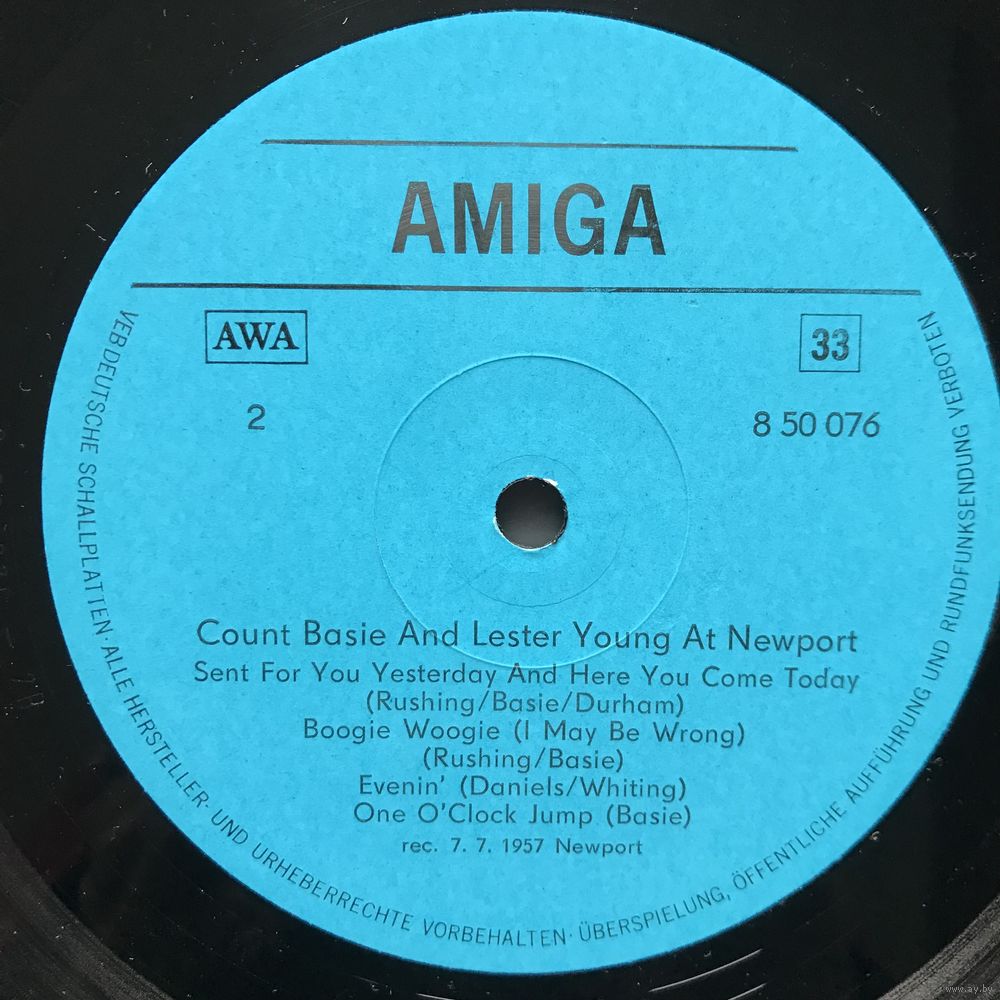 AMIGA
AWA
33
2
8 50 076
Count Basie And Lester Young At Newport
Sent For You Yesterday And Here You Come Today
(Rushing/Basie/Durham)
Boogie Woogie (I May Be Wrong)
(Rushing/Basie)
Evenin' (Daniels/Whiting)
One O'Clock Jump (Basie)
rec. 7. 7. 1957 Newport
VEB DEUTSCHE SCHALLPLATTEN · ALLE HERSTELLER- UND URHEBERRECHTE VORBEHALTEN · ÜBERSPIELUNG, ÖFFENTLICHE AUFFÜHRUNG UND RUNDFUNKSENDUNG VERBOTEN
www.ay.by